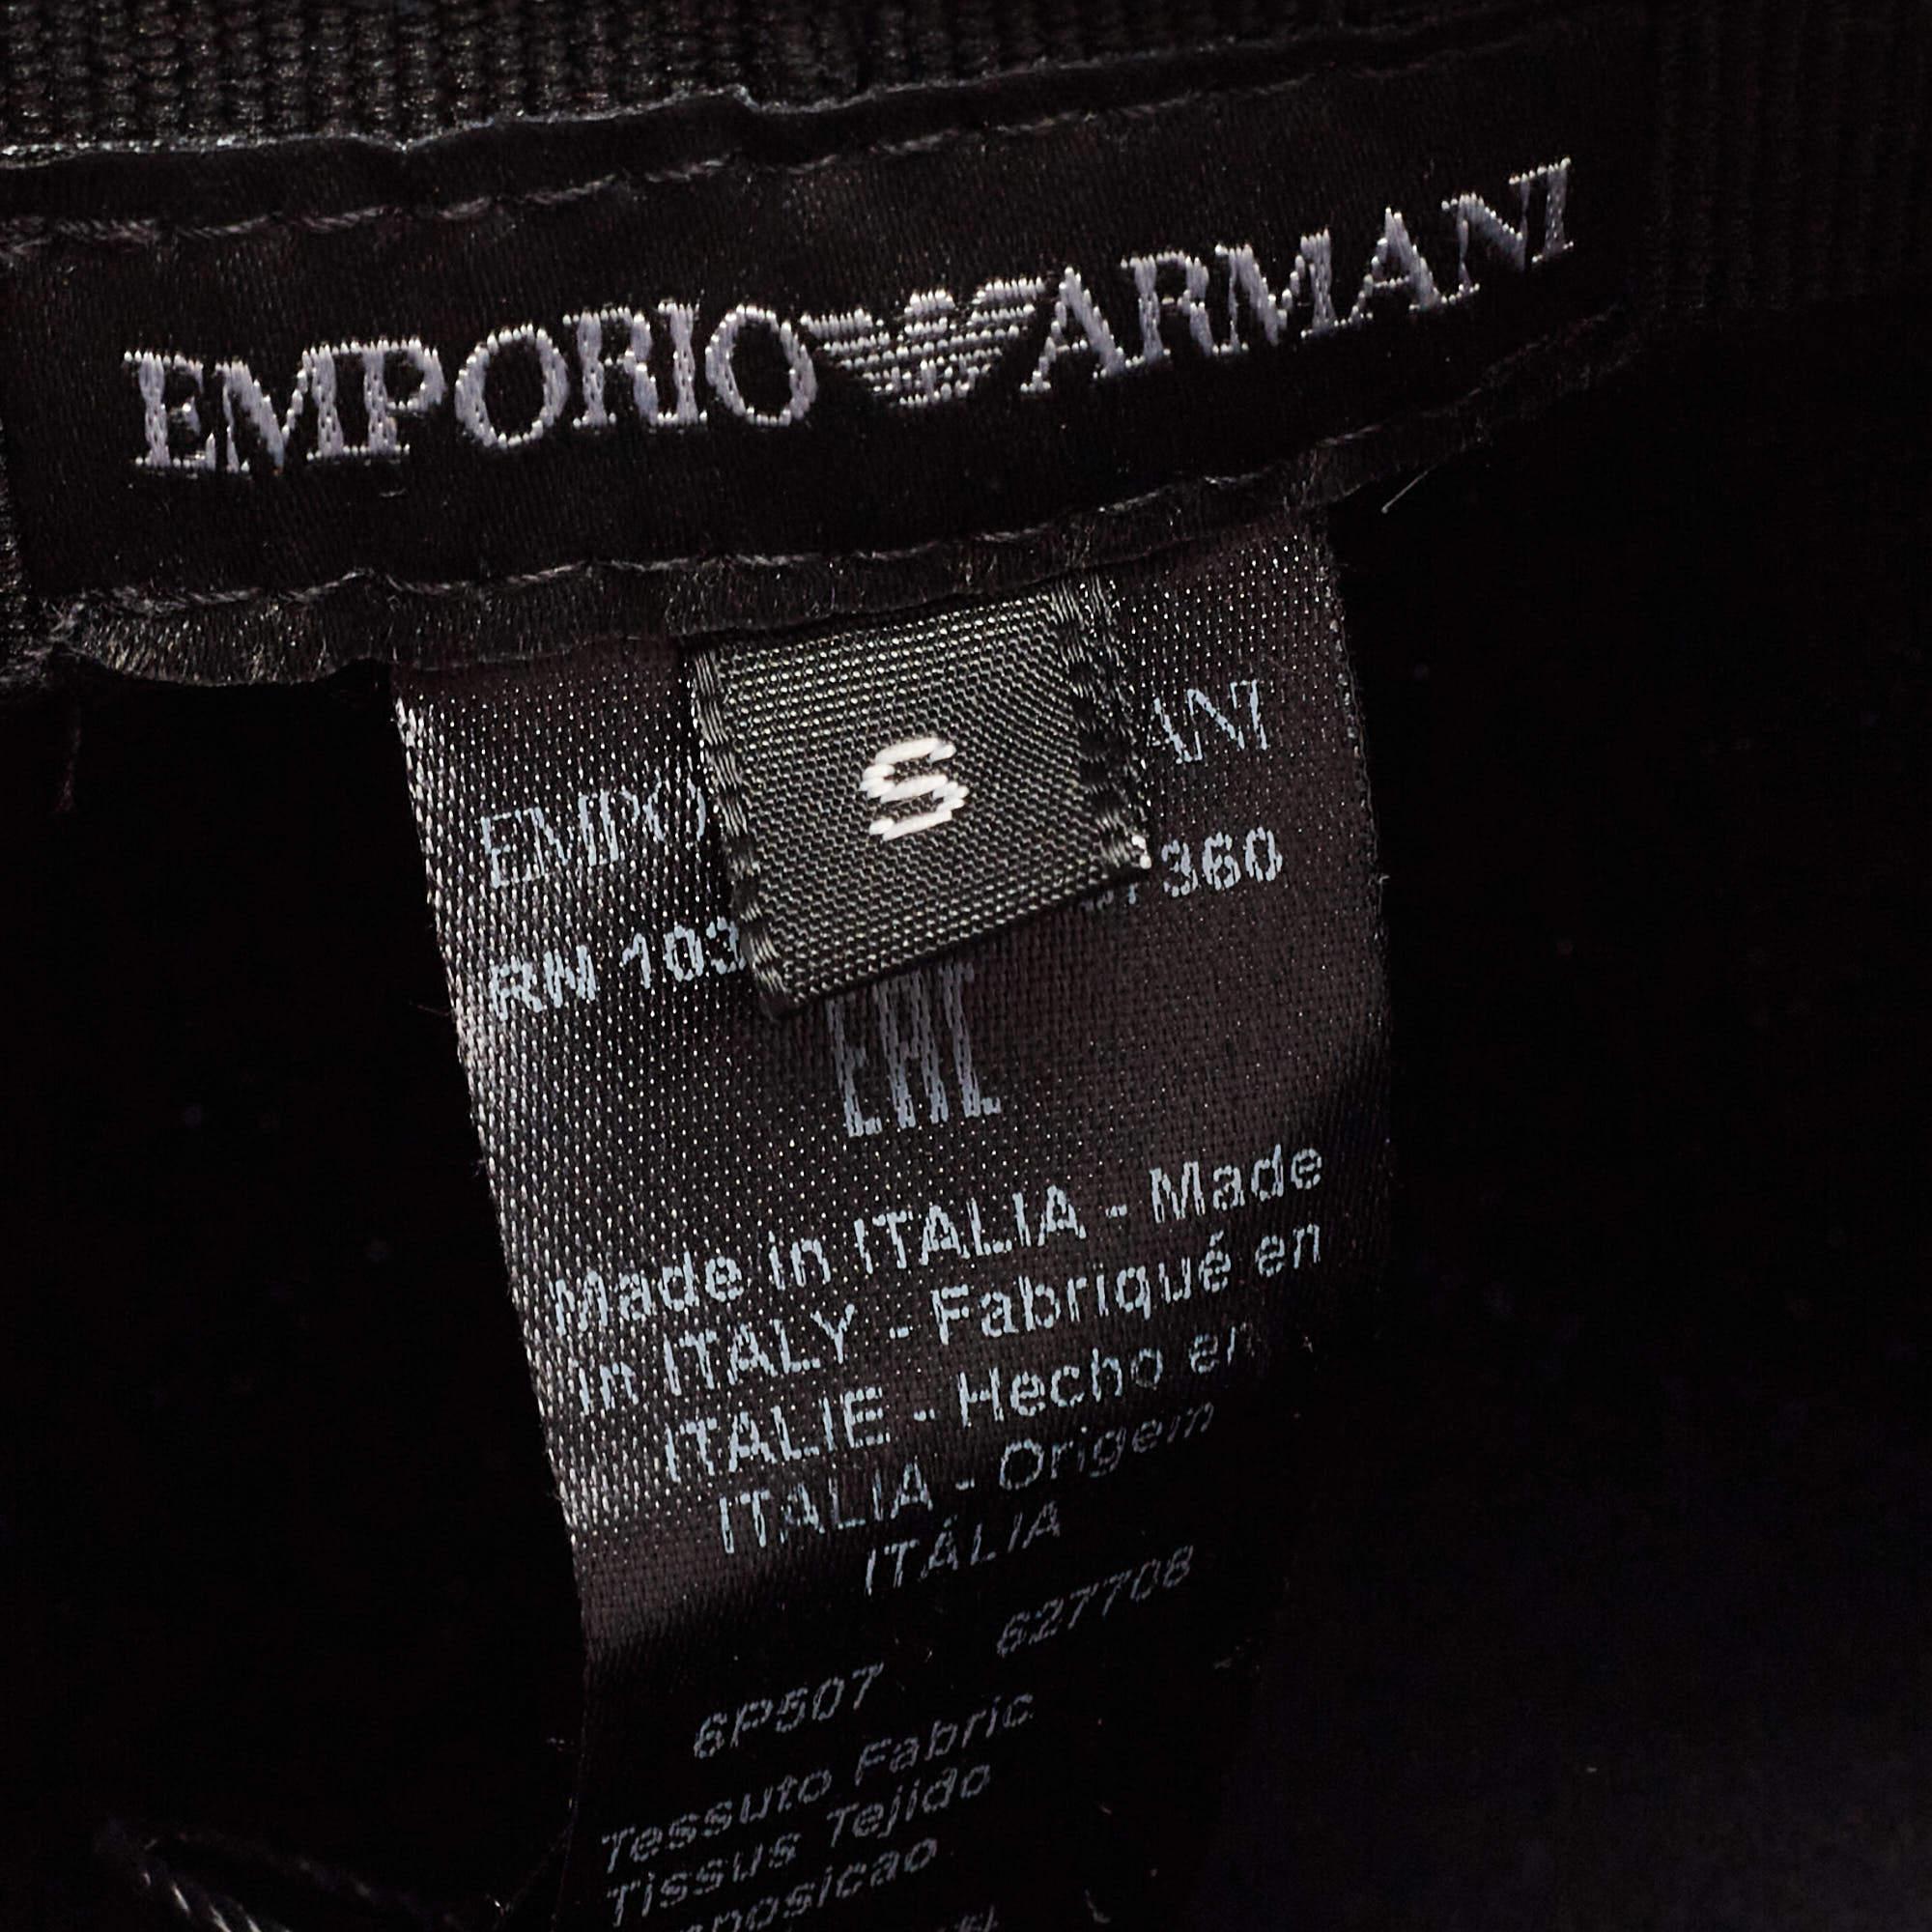 EMPORIO ARMANI
S
EMPO ANI
RN 103 360
EAC
Made in ITALIA - Made
in ITALY - Fabriqué en
ITALIE - Hecho en
ITALIA - Origem
ITÁLIA
6P507 627708
Tessuto Fabric
Tissus Tejido